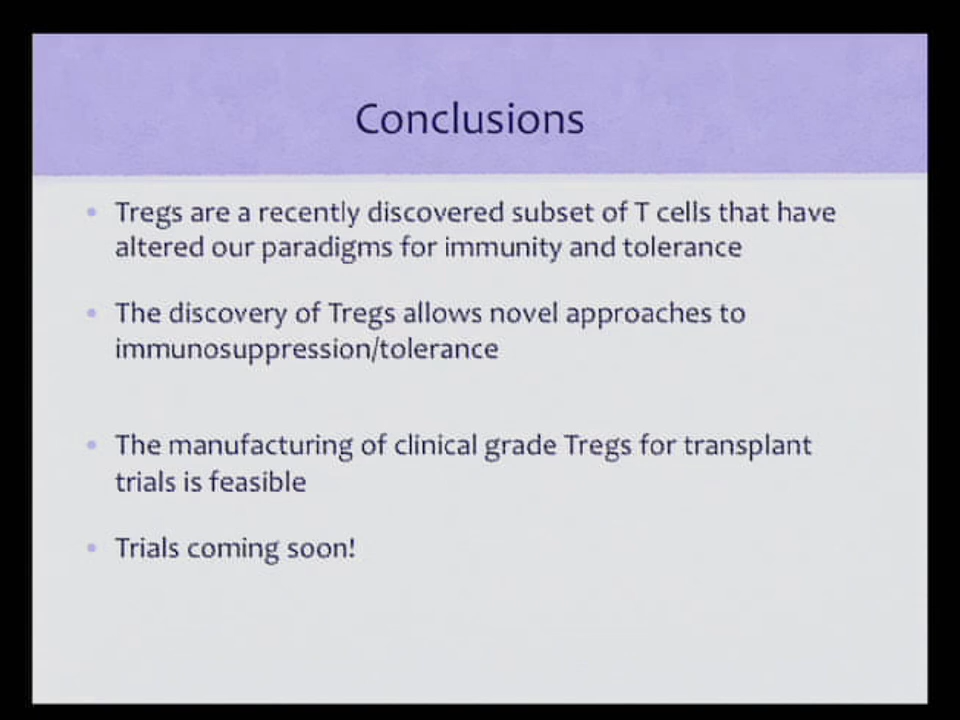 Conclusions
• Tregs are a recently discovered subset of T cells that have
altered our paradigms for immunity and tolerance
• The discovery of Tregs allows novel approaches to
immunosuppression/tolerance
• The manufacturing of clinical grade Tregs for transplant
trials is feasible
• Trials coming soon!